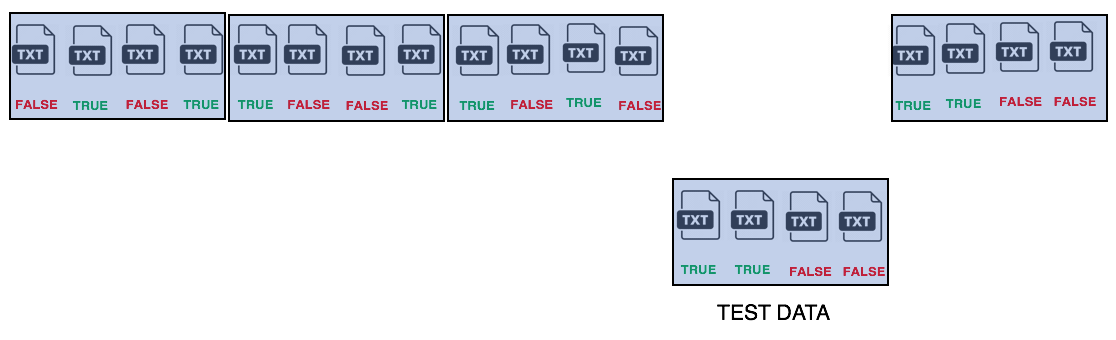 TXT TXT TXT TXT TXT TXT TXT TXT TXT TXT TXT TXT TXT TXT TXT TXT
FALSE TRUE FALSE TRUE TRUE FALSE FALSE TRUE TRUE FALSE TRUE FALSE TRUE TRUE FALSE FALSE
TXT TXT TXT TXT
TRUE TRUE FALSE FALSE
TEST DATA